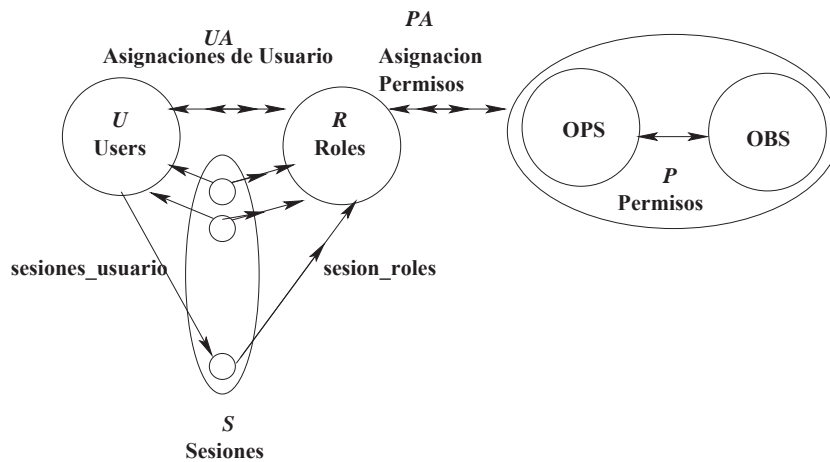 UA
Asignaciones de Usuario
PA
Asignacion
Permisos
U
Users
R
Roles
OPS
OBS
P
Permisos
sesiones_usuario
sesion_roles
S
Sesiones